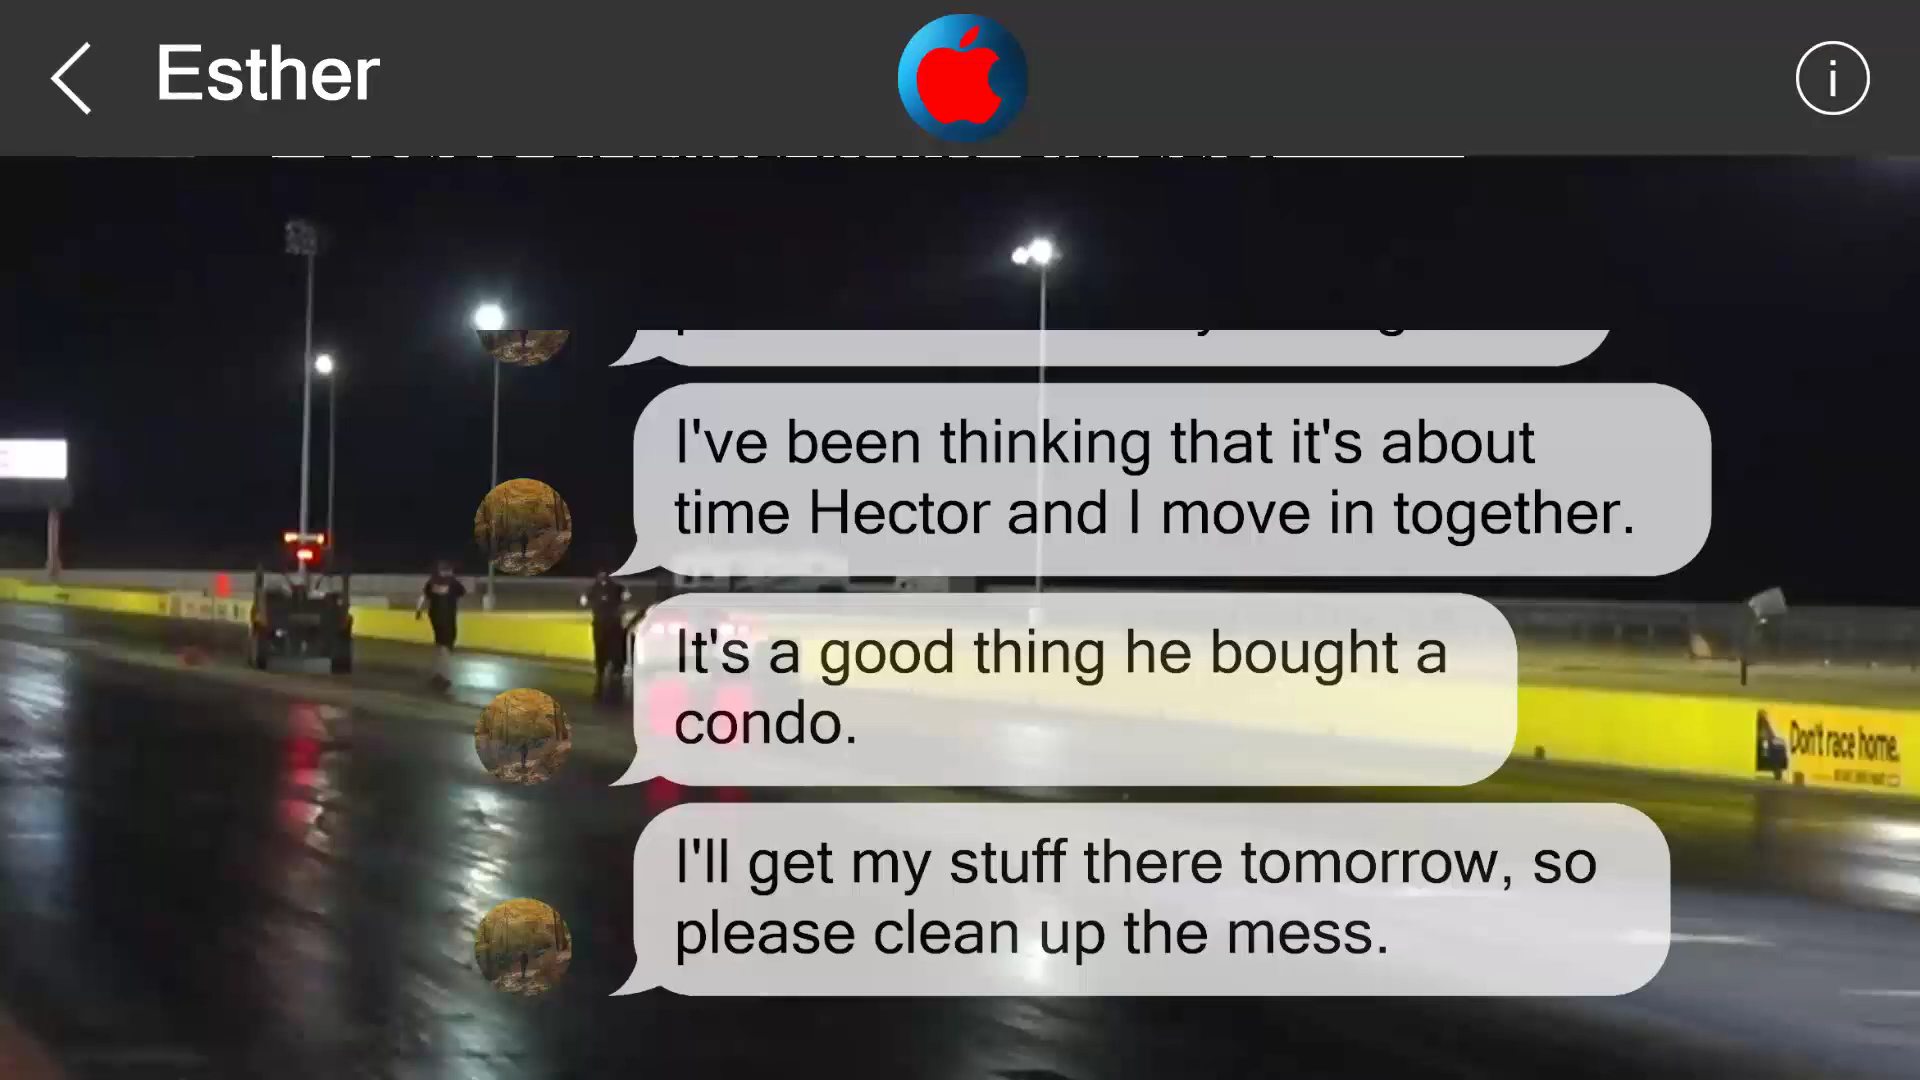 Esther
I've been thinking that it's about
time Hector and I move in together.
It's a good thing he bought a
condo.
I'll get my stuff there tomorrow, so
please clean up the mess.
Don't race home.